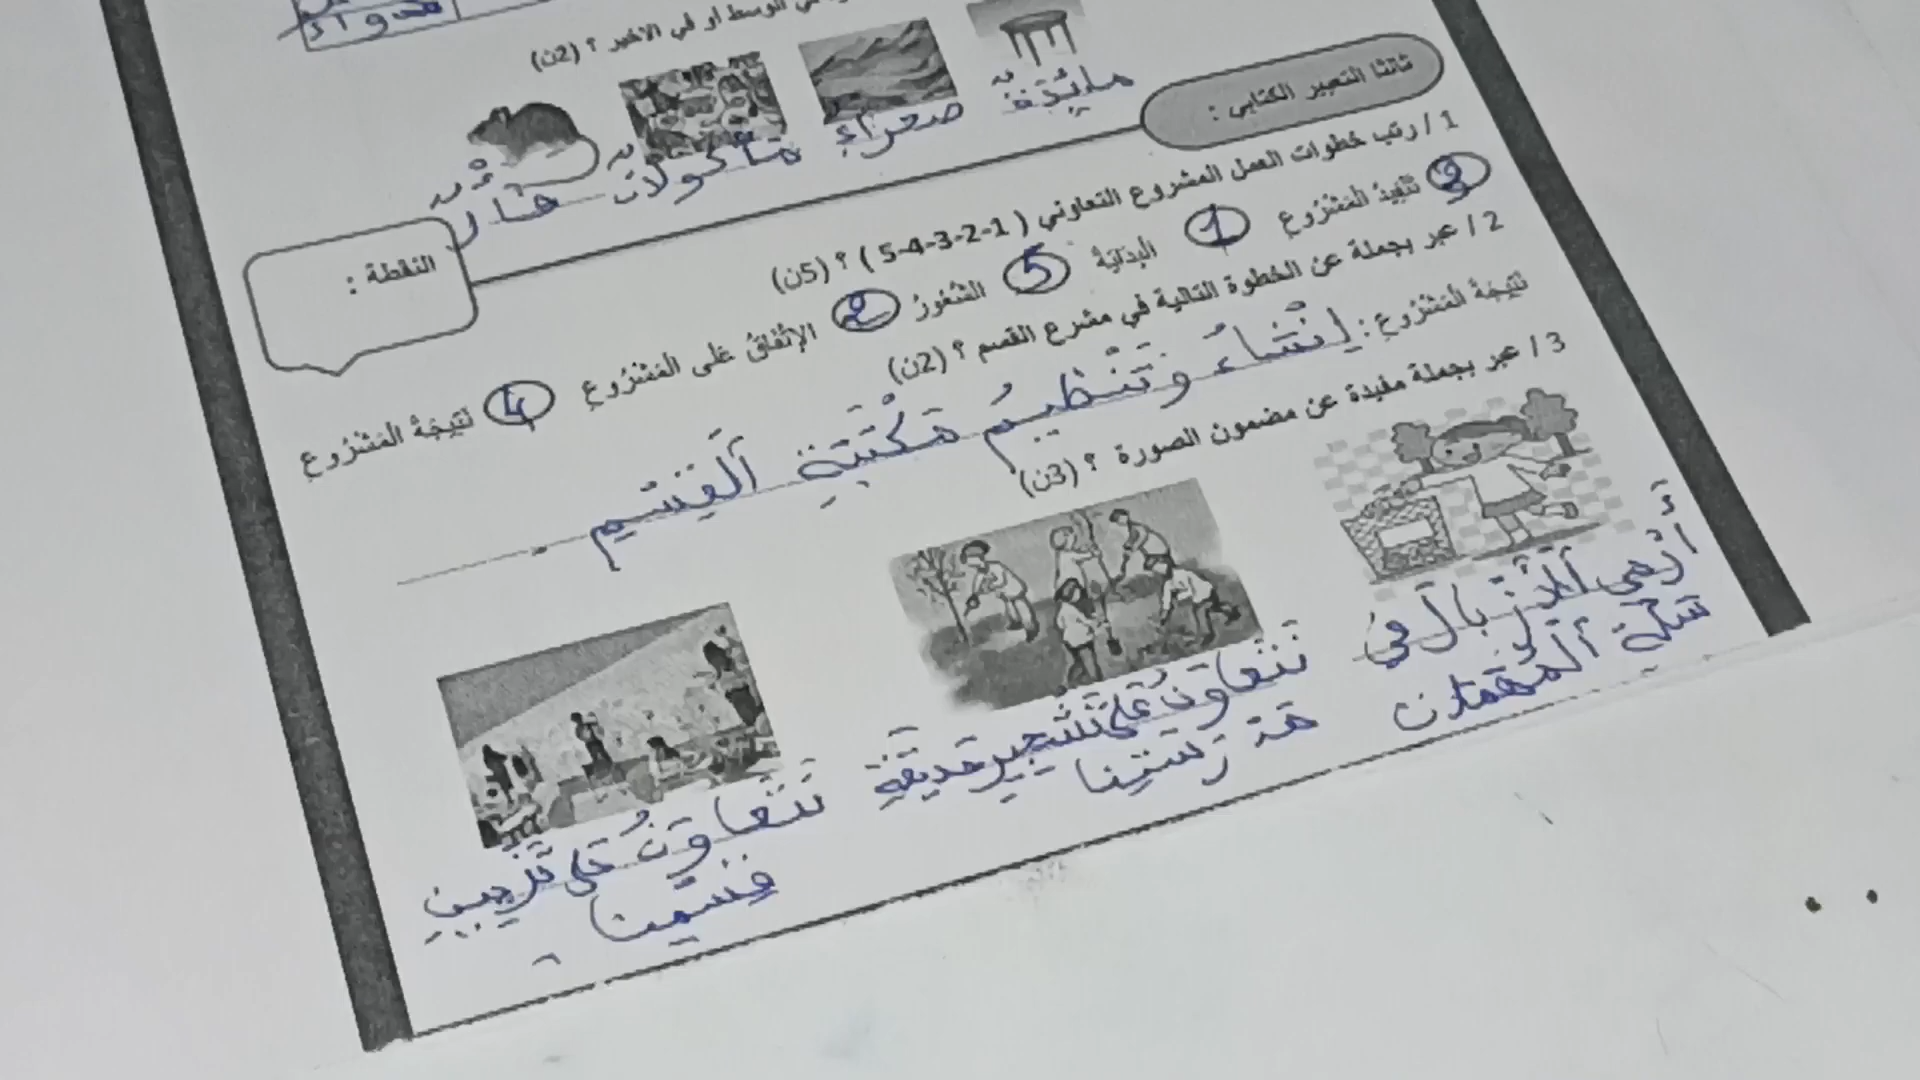 في الوسط أو في الأخير ؟ (2ن)
مائدة صحراء مأكولات فأر
ثالثا التعبير الكتابي :
النقطة :
1 / رتب خطوات العمل المشروع التعاوني ( 1-2-3-4-5 ) ؟ (5ن)
3 تنفيذ المشروع 1 البداية 5 الشعور 2 الإتفاق على المشروع 4 نتيجة المشروع
2 / عبر بجملة عن الخطوة التالية في مشرع القسم ؟ (2ن)
نتيجة المشروع : إنشاء وتنظيم مكتبة القسم
3 / عبر بجملة مفيدة عن مضمون الصورة ؟ (3ن)
أرمي الأزبال في
سلة المهملات
نتعاون على تشجير حديقة
مدرستنا
نتعاون على تزيين
قسمنا